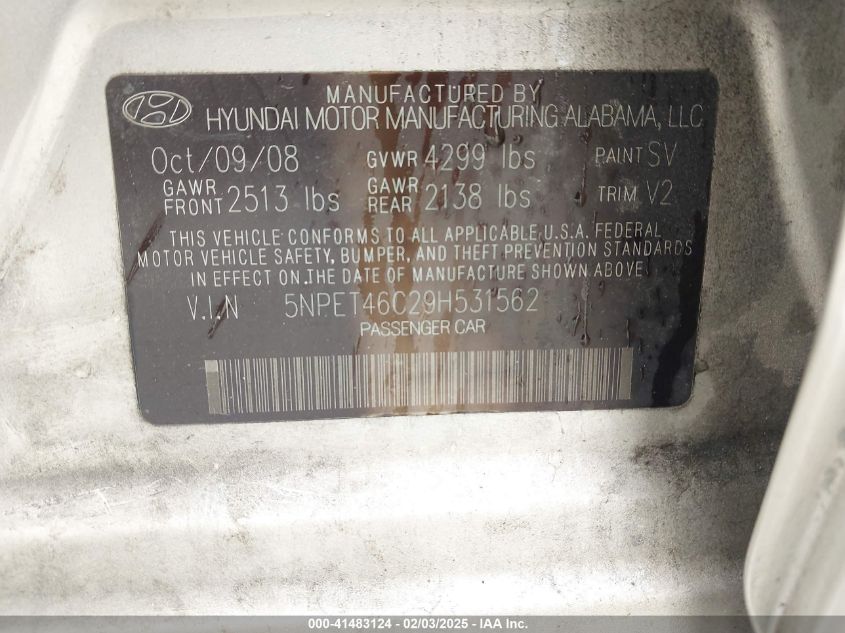 MANUFACTURED BY
HYUNDAI MOTOR MANUFACTURING ALABAMA, LLC
Oct/09/08 GVWR 4299 lbs PAINT SV
GAWR FRONT 2513 lbs GAWR REAR 2138 lbs TRIM V2
THIS VEHICLE CONFORMS TO ALL APPLICABLE U.S.A. FEDERAL
MOTOR VEHICLE SAFETY, BUMPER, AND THEFT PREVENTION STANDARDS
IN EFFECT ON THE DATE OF MANUFACTURE SHOWN ABOVE.
V.I.N 5NPET46C29H531562
PASSENGER CAR
000-41483124 - 02/03/2025 - IAA Inc.